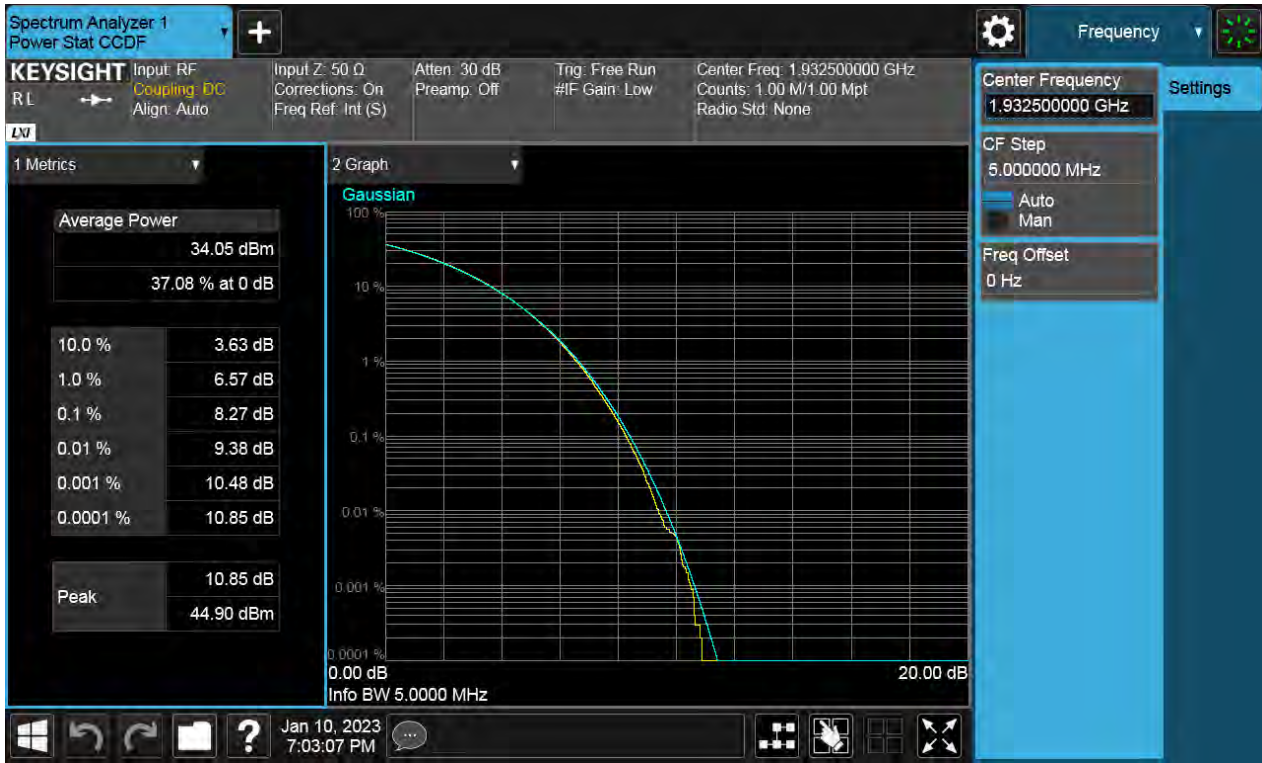 Spectrum Analyzer 1
Power Stat CCDF
+
Frequency
KEYSIGHT
RL
LXI
Input: RF
Coupling: DC
Align: Auto
Input Z: 50 Ω
Corrections: On
Freq Ref: Int (S)
Atten: 30 dB
Preamp: Off
Trig: Free Run
#IF Gain: Low
Center Freq: 1.932500000 GHz
Counts: 1.00 M/1.00 Mpt
Radio Std: None
Center Frequency
1.932500000 GHz
Settings
CF Step
5.000000 MHz
Auto
Man
Freq Offset
0 Hz
1 Metrics
Average Power
34.05 dBm
37.08 % at 0 dB
10.0 % 3.63 dB
1.0 % 6.57 dB
0.1 % 8.27 dB
0.01 % 9.38 dB
0.001 % 10.48 dB
0.0001 % 10.85 dB
Peak
10.85 dB
44.90 dBm
2 Graph
Gaussian
100 %
10 %
1 %
0.1 %
0.01 %
0.001 %
0.0001 %
0.00 dB 20.00 dB
Info BW 5.0000 MHz
?
Jan 10, 2023
7:03:07 PM